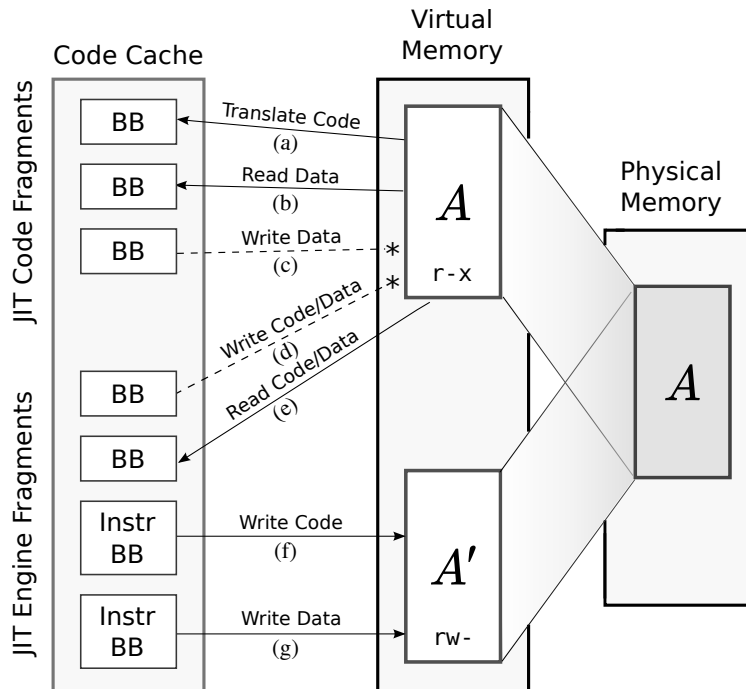 Virtual
Memory
Code Cache
JIT Code Fragments
BB
Translate Code
(a)
BB
Read Data
(b)
BB
Write Data
(c)
*
*
A
r-x
Physical
Memory
A
JIT Engine Fragments
BB
Write Code/Data
(d)
BB
Read Code/Data
(e)
Instr
BB
Write Code
(f)
Instr
BB
Write Data
(g)
A′
rw-